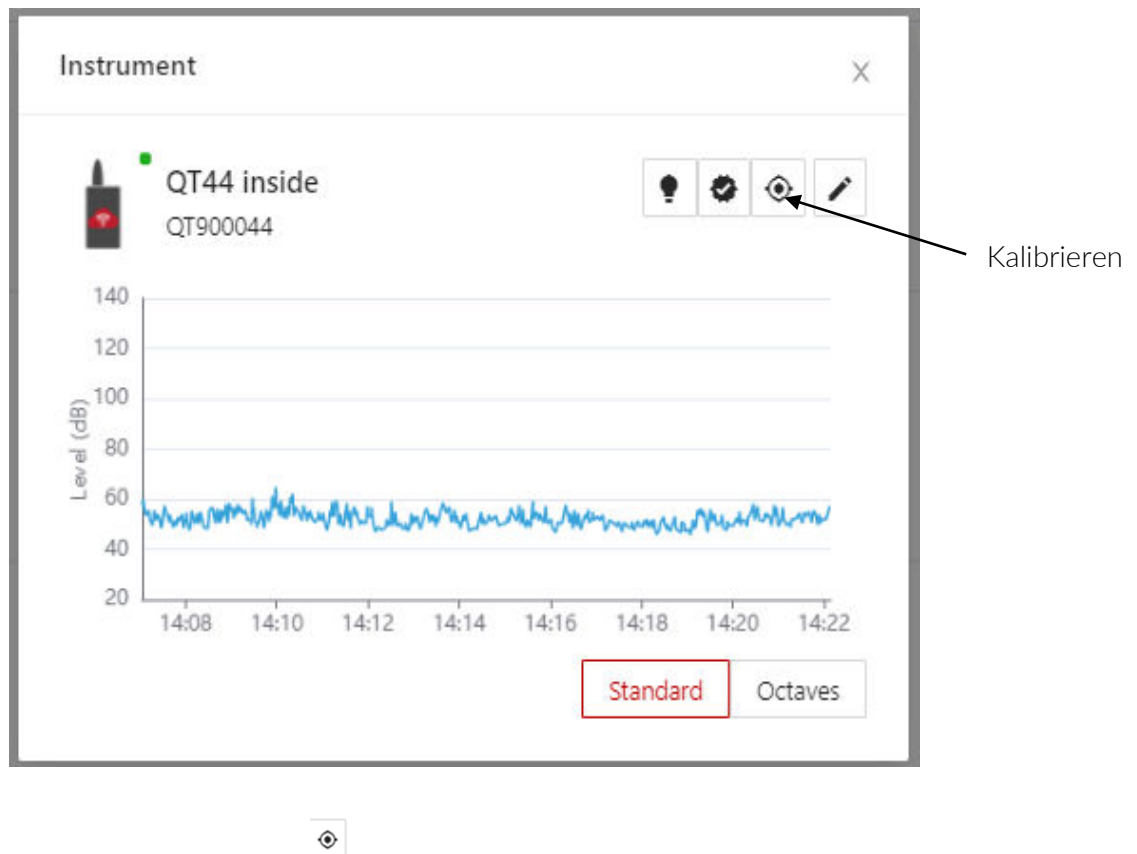 Instrument
QT44 inside
QT900044
Kalibrieren
140
120
100
80
60
40
20
Level (dB)
14:08 14:10 14:12 14:14 14:16 14:18 14:20 14:22
Standard Octaves